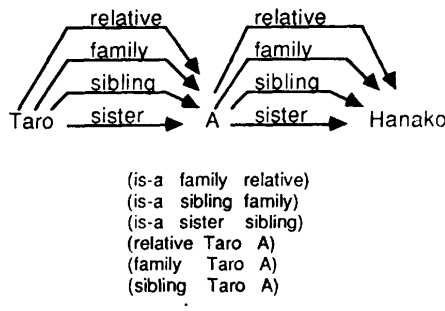 relative relative
family family
sibling sibling
Taro sister A sister Hanako
(is-a family relative)
(is-a sibling family)
(is-a sister sibling)
(relative Taro A)
(family Taro A)
(sibling Taro A)
.